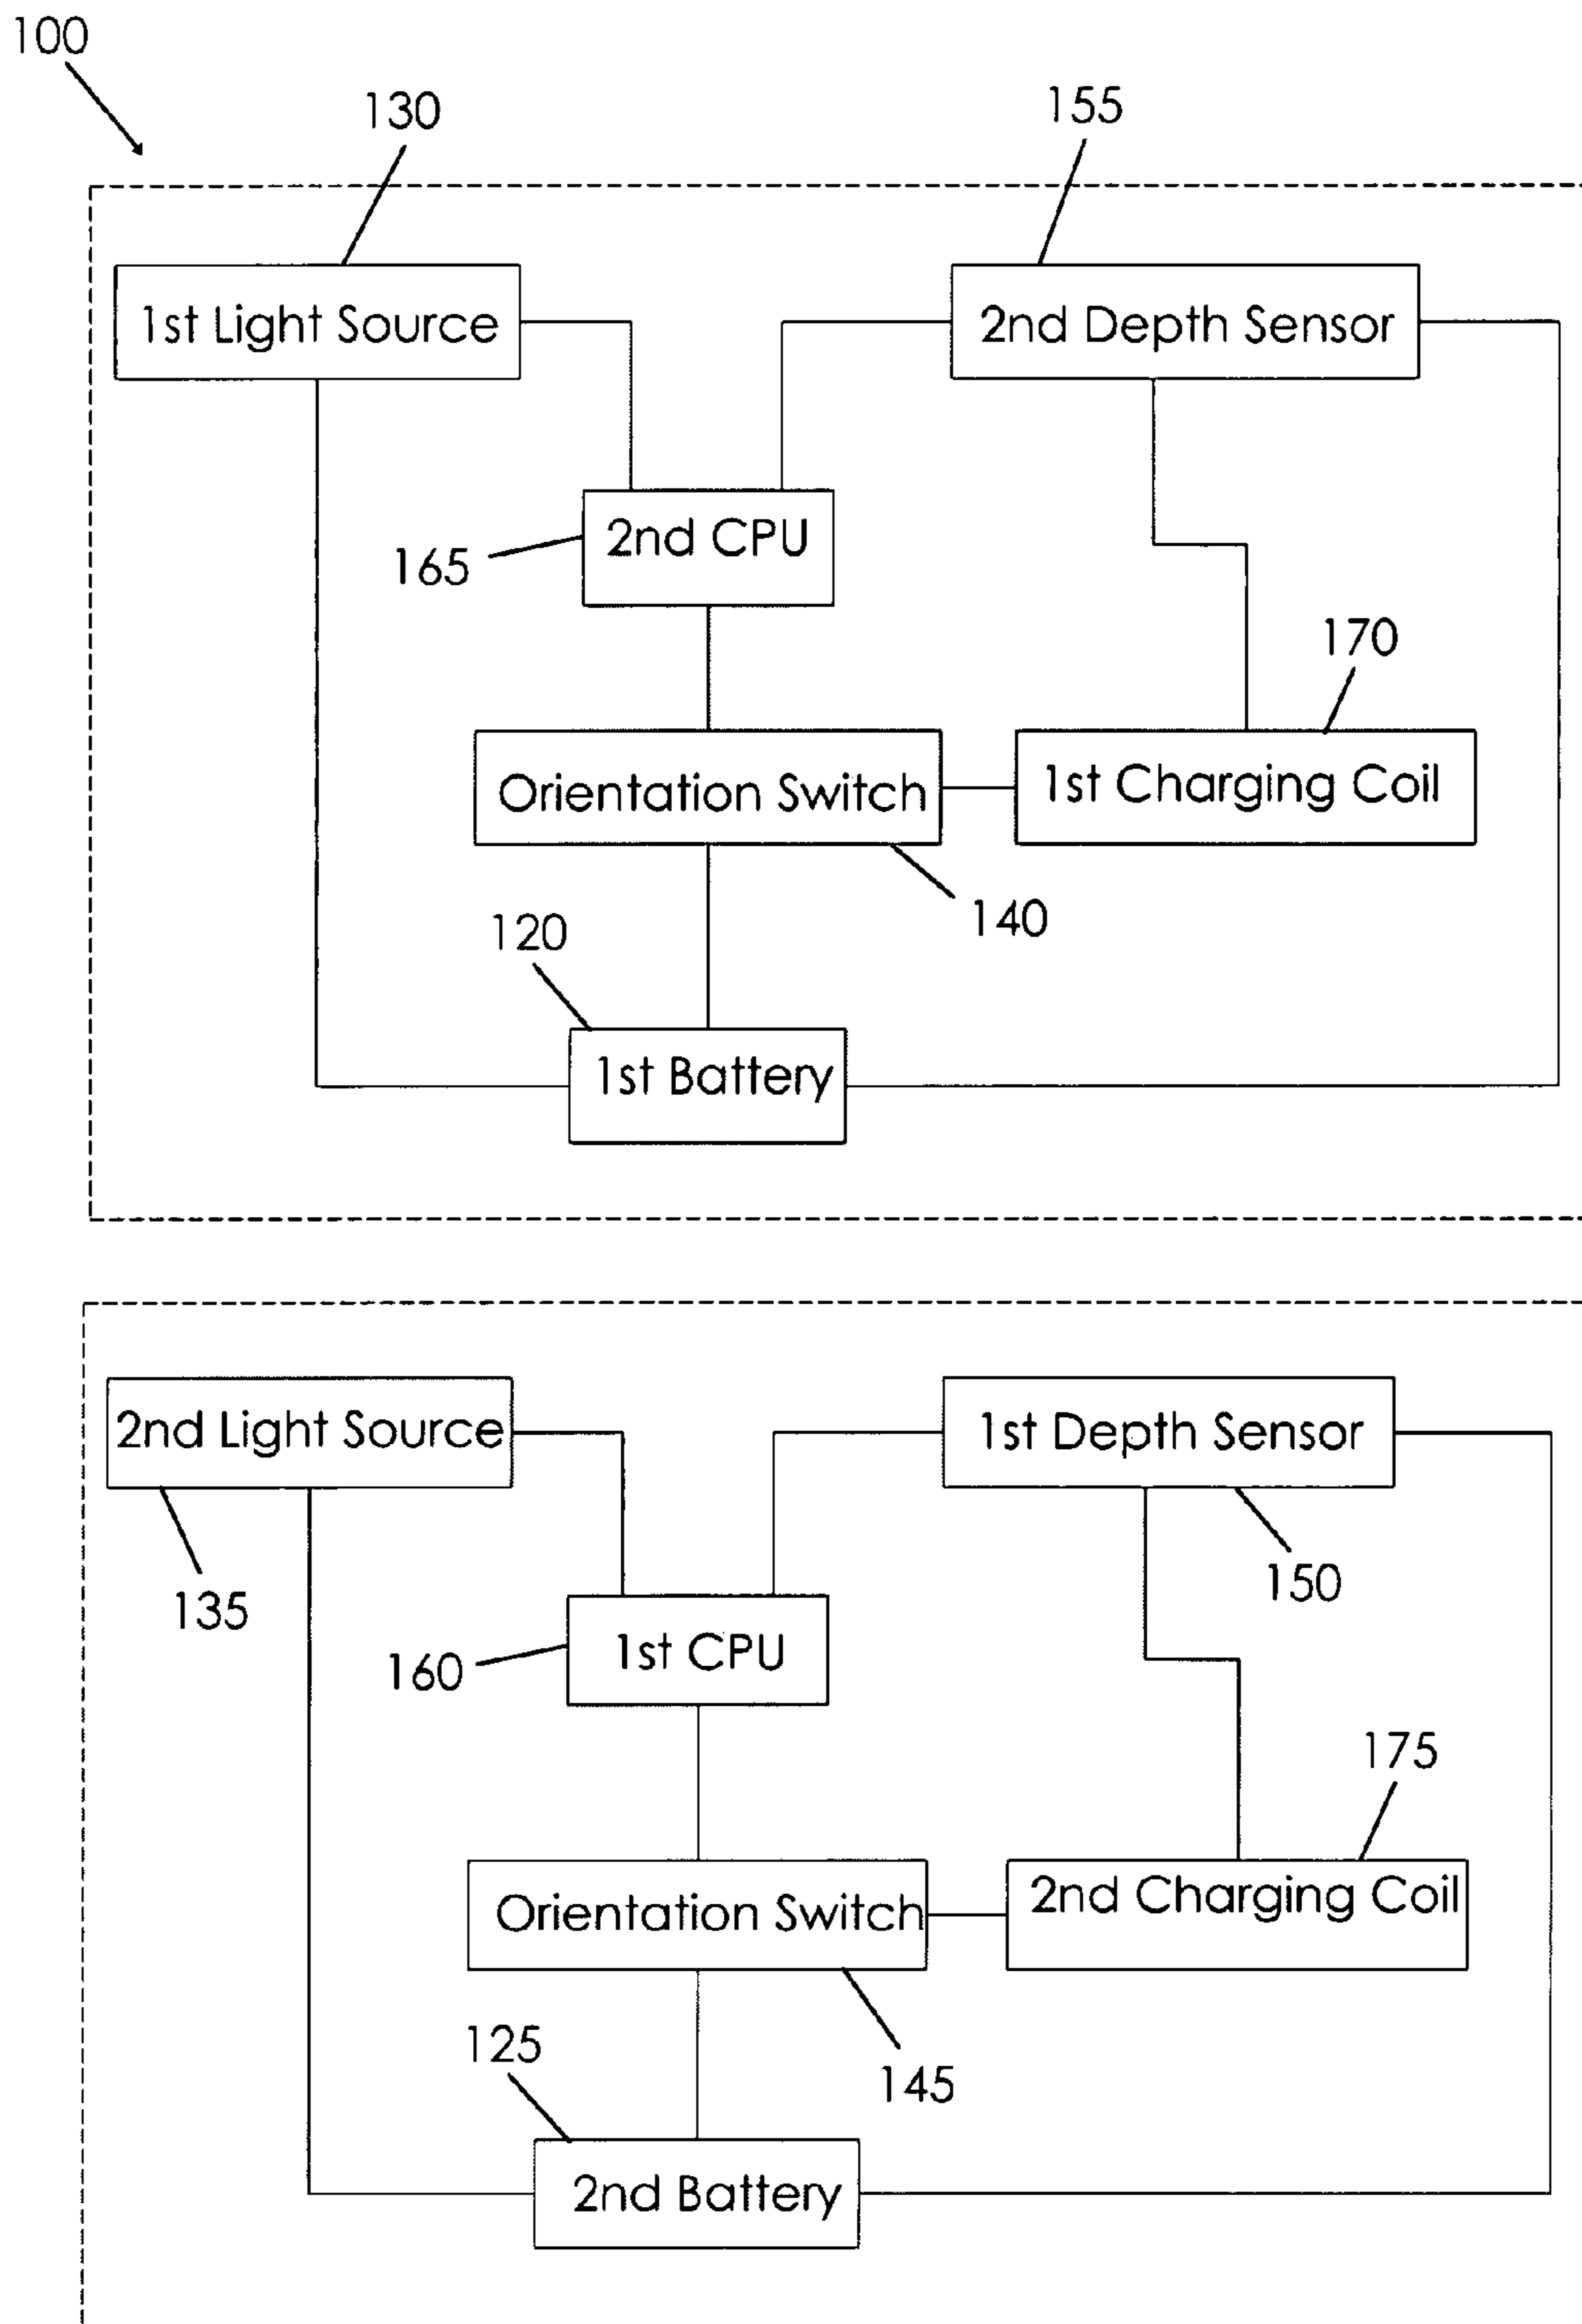 100
130
155
1st Light Source
2nd Depth Sensor
2nd CPU
165
170
Orientation Switch
1st Charging Coil
140
120
1st Battery
2nd Light Source
1st Depth Sensor
135
150
1st CPU
160
175
Orientation Switch
2nd Charging Coil
125
145
2nd Battery